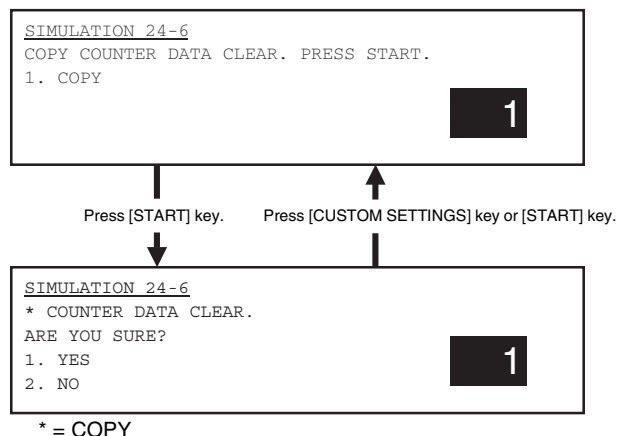 SIMULATION 24-6
COPY COUNTER DATA CLEAR. PRESS START.
1. COPY
1
Press [START] key.
Press [CUSTOM SETTINGS] key or [START] key.
SIMULATION 24-6
* COUNTER DATA CLEAR.
ARE YOU SURE?
1. YES
2. NO
1
* = COPY